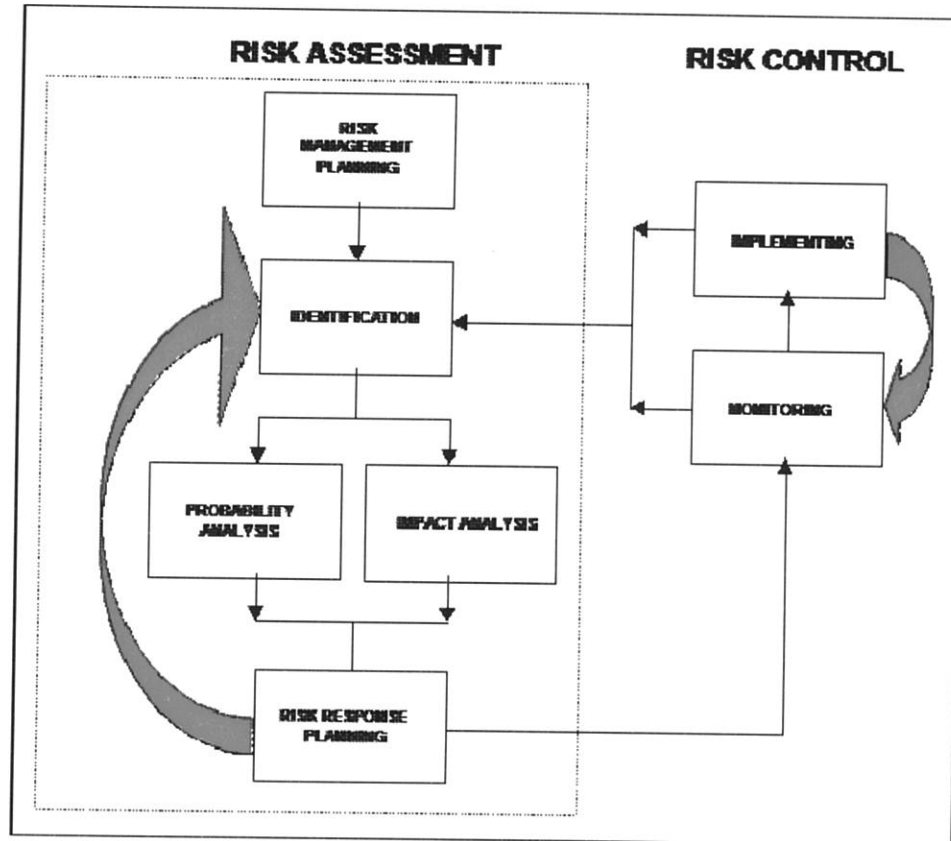 RISK ASSESSMENT
RISK CONTROL
RISK
MANAGEMENT
PLANNING
IMPLEMENTING
IDENTIFICATION
MONITORING
PROBABILITY
ANALYSIS
IMPACT ANALYSIS
RISK RESPONSE
PLANNING